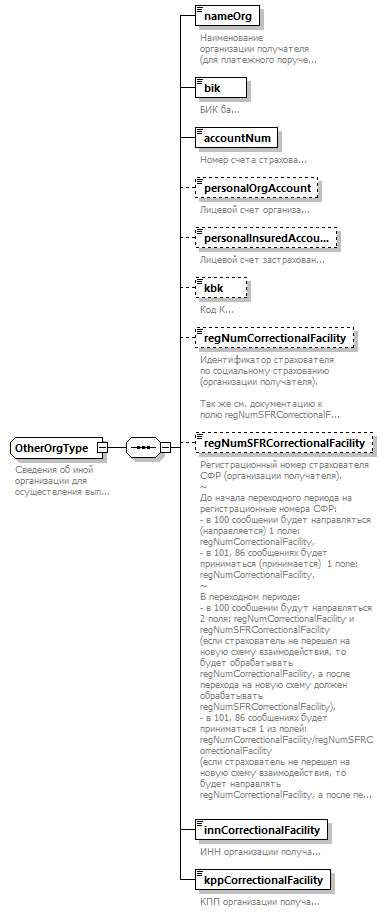 nameOrg
Наименование
организации получателя
(для платежного поруче...
bik
БИК ба...
accountNum
Номер счета страхова...
personalOrgAccount
Лицевой счет организа...
personalInsuredAccou...
Лицевой счет застрахован...
kbk
Код К...
regNumCorrectionalFacility
Идентификатор страхователя
по социальному страхованию
(организации получателя).
Так же см. документацию к
полю regNumSFRCorrectionalF...
OtherOrgType
Сведения об иной
организации для
осуществления вып...
regNumSFRCorrectionalFacility
Регистрационный номер страхователя
СФР (организации получателя).
~
До начала переходного периода на
регистрационные номера СФР:
- в 100 сообщении будет направляться
(направляется) 1 поле:
regNumCorrectionalFacility,
- в 101, 86 сообщениях будет
приниматься (принимается)  1 поле:
regNumCorrectionalFacility,
~
В переходном периоде:
- в 100 сообщении будут направляться
2 поля: regNumCorrectionalFacility и
regNumSFRCorrectionalFacility
(если страхователь не перешел на
новую схему взаимодействия, то
будет обрабатывать
regNumCorrectionalFacility, а после
перехода на новую схему должен
обрабатывать
regNumSFRCorrectionalFacility),
- в 101, 86 сообщениях будет
приниматься 1 из полей:
regNumCorrectionalFacility/regNumSFRC
orrectionalFacility
(если страхователь не перешел на
новую схему взаимодействия, то
будет направлять
regNumCorrectionalFacility, а после пе...
innCorrectionalFacility
ИНН организации получа...
kppCorrectionalFacility
КПП организации получа...